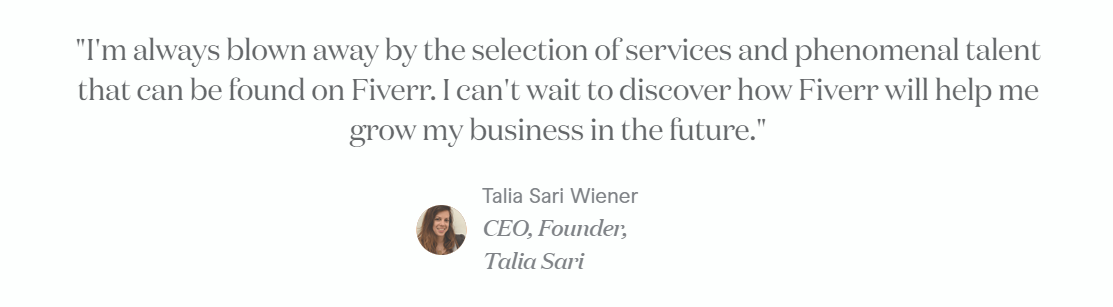 "I'm always blown away by the selection of services and phenomenal talent
that can be found on Fiverr. I can't wait to discover how Fiverr will help me
grow my business in the future."
Talia Sari Wiener
CEO, Founder,
Talia Sari